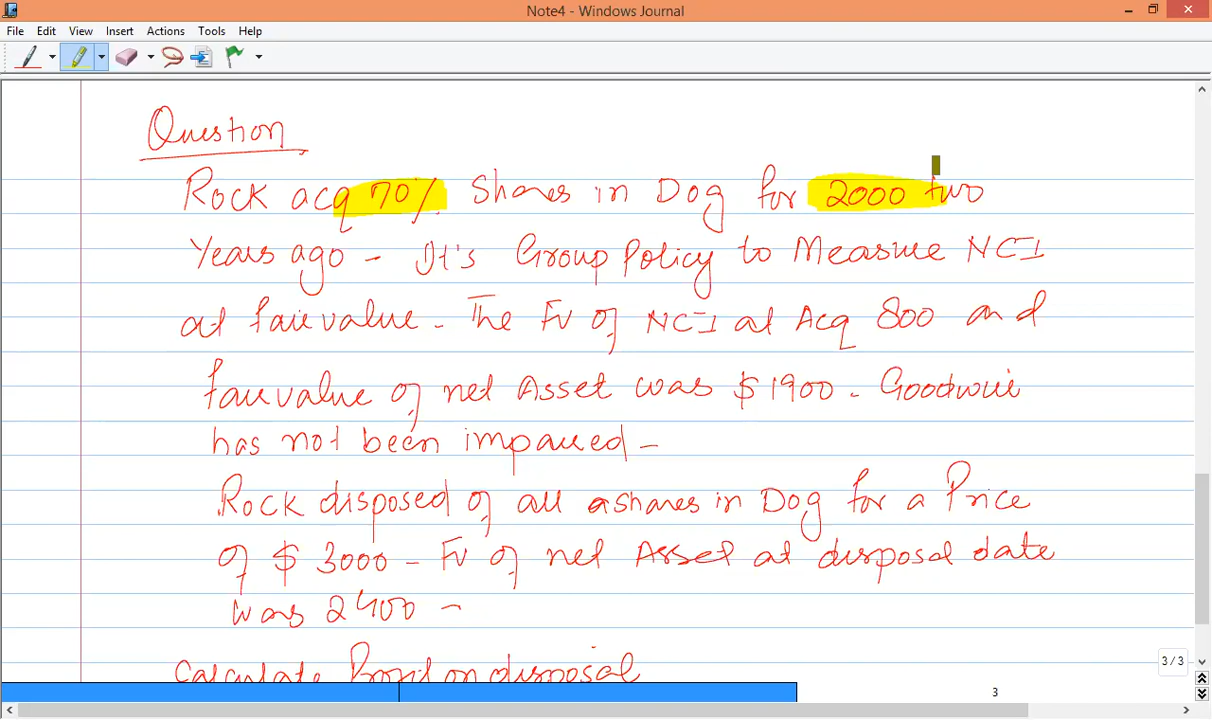 Note4 - Windows Journal
File Edit View Insert Actions Tools Help
Question
Rock acq 70% Shares in Dog for 2000 two
Years ago - It's Group Policy to Measure NCI
at fair value - The FV of NCI at Acq 800 and
fair value of net Asset was $1900 - Goodwill
has not been impaired -
Rock disposed of all shares in Dog for a Price
of $3000 - FV of net Asset at disposal date
was 2400 -
Calculate Profit on disposal
3 / 3
3